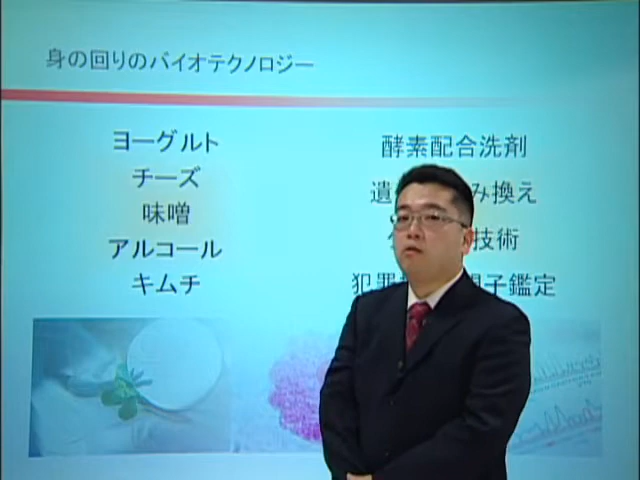 身の回りのバイオテクノロジー
ヨーグルト
チーズ
味噌
アルコール
キムチ
酵素配合洗剤
遺 み換え
技術
犯罪 親子鑑定